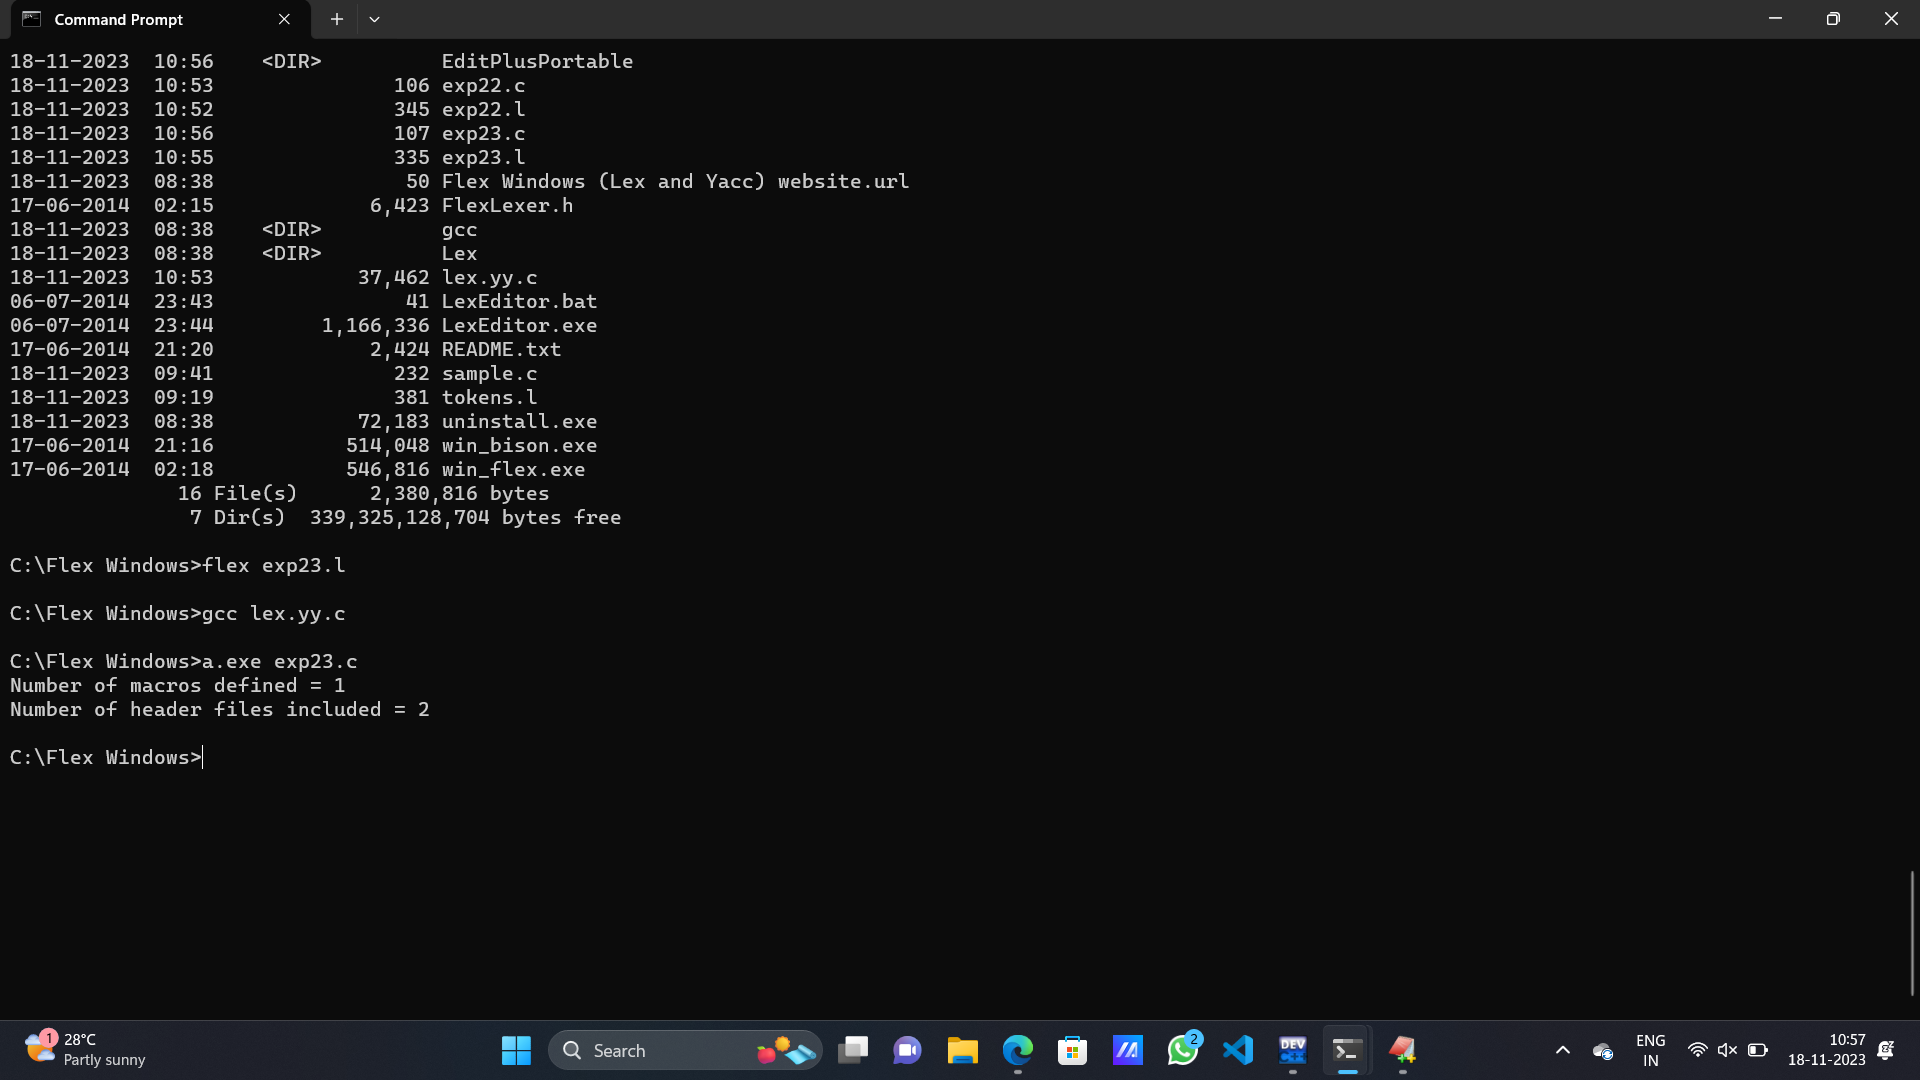 Command Prompt
18-11-2023  10:56    <DIR>          EditPlusPortable
18-11-2023  10:53               106 exp22.c
18-11-2023  10:52               345 exp22.l
18-11-2023  10:56               107 exp23.c
18-11-2023  10:55               335 exp23.l
18-11-2023  08:38                50 Flex Windows (Lex and Yacc) website.url
17-06-2014  02:15             6,423 FlexLexer.h
18-11-2023  08:38    <DIR>          gcc
18-11-2023  08:38    <DIR>          Lex
18-11-2023  10:53            37,462 lex.yy.c
06-07-2014  23:43                41 LexEditor.bat
06-07-2014  23:44         1,166,336 LexEditor.exe
17-06-2014  21:20             2,424 README.txt
18-11-2023  09:41               232 sample.c
18-11-2023  09:19               381 tokens.l
18-11-2023  08:38            72,183 uninstall.exe
17-06-2014  21:16           514,048 win_bison.exe
17-06-2014  02:18           546,816 win_flex.exe
              16 File(s)      2,380,816 bytes
               7 Dir(s)  339,325,128,704 bytes free
C:\Flex Windows>flex exp23.l
C:\Flex Windows>gcc lex.yy.c
C:\Flex Windows>a.exe exp23.c
Number of macros defined = 1
Number of header files included = 2
C:\Flex Windows>
1
28°C
Partly sunny
Search
2
DEV
C++
ENG
IN
10:57
18-11-2023